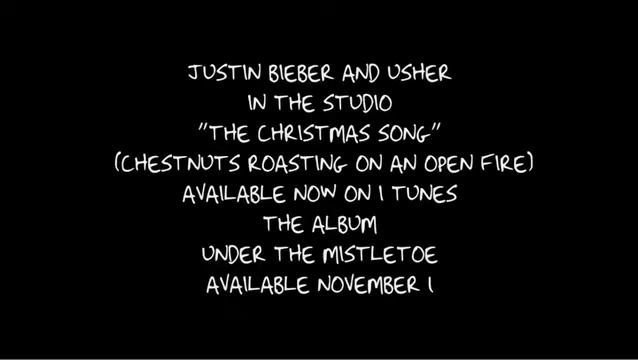 JUSTIN BIEBER AND USHER
IN THE STUDIO
"THE CHRISTMAS SONG"
(CHESTNUTS ROASTING ON AN OPEN FIRE)
AVAILABLE NOW ON I TUNES
THE ALBUM
UNDER THE MISTLETOE
AVAILABLE NOVEMBER 1